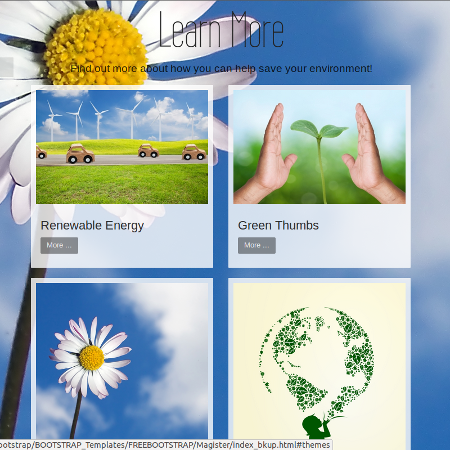 Learn More
Find out more about how you can help save your environment!
Renewable Energy
More ...
Green Thumbs
More ...
ootstrap/BOOTSTRAP_Templates/FREEBOOTSTRAP/Magister/index_bkup.html#themes